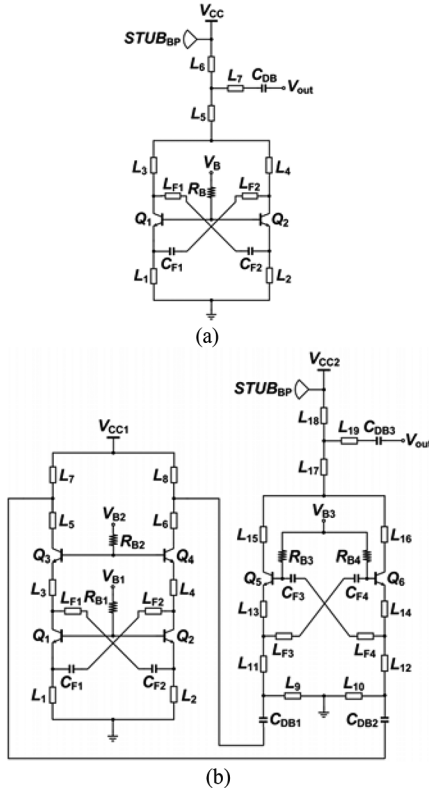 VCC
STUBBP
L6
L7 CDB Vout
L5
L3 VB L4
LF1 RB LF2
Q1 Q2
CF1 CF2
L1 L2
(a)
VCC2
STUBBP
L18
L19 CDB3 Vout
VCC1
L17
L7 L8
VB3
L5 VB2 L6
L15 L16
RB2
RB3 RB4
Q3 Q4
Q5 CF3 CF4 Q6
L3 VB1 L4
LF1 RB1 LF2
L13 L14
Q1 Q2
LF3 LF4
CF1 CF2
L11 L12
L1 L2
L9 L10
CDB1 CDB2
(b)